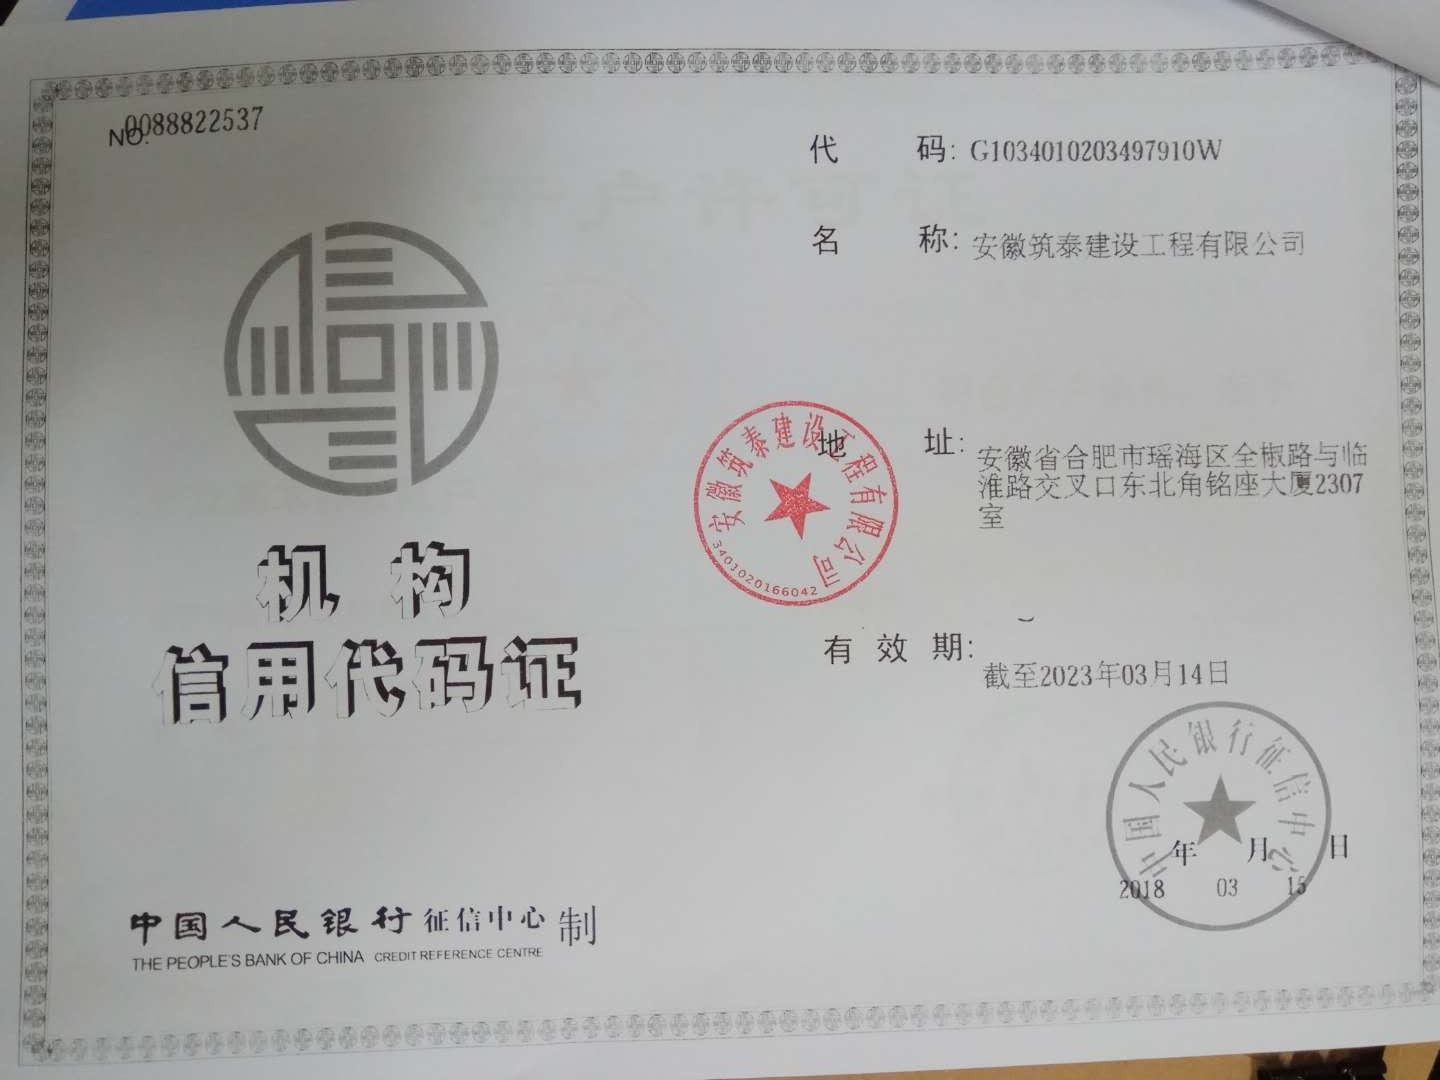 NO.0088822537
代 码: G1034010203497910W
名 称: 安徽筑泰建设工程有限公司
地 址: 安徽省合肥市瑶海区全椒路与临
淮路交叉口东北角铭座大厦2307
室
安徽筑泰建设工程有限公司
3401020166042
机 构
信用代码证
有 效 期:
截至2023年03月14日
中国人民银行征信中心
年 月 日
2018 03 15
中国人民银行征信中心 制
THE PEOPLE'S BANK OF CHINA CREDIT REFERENCE CENTRE